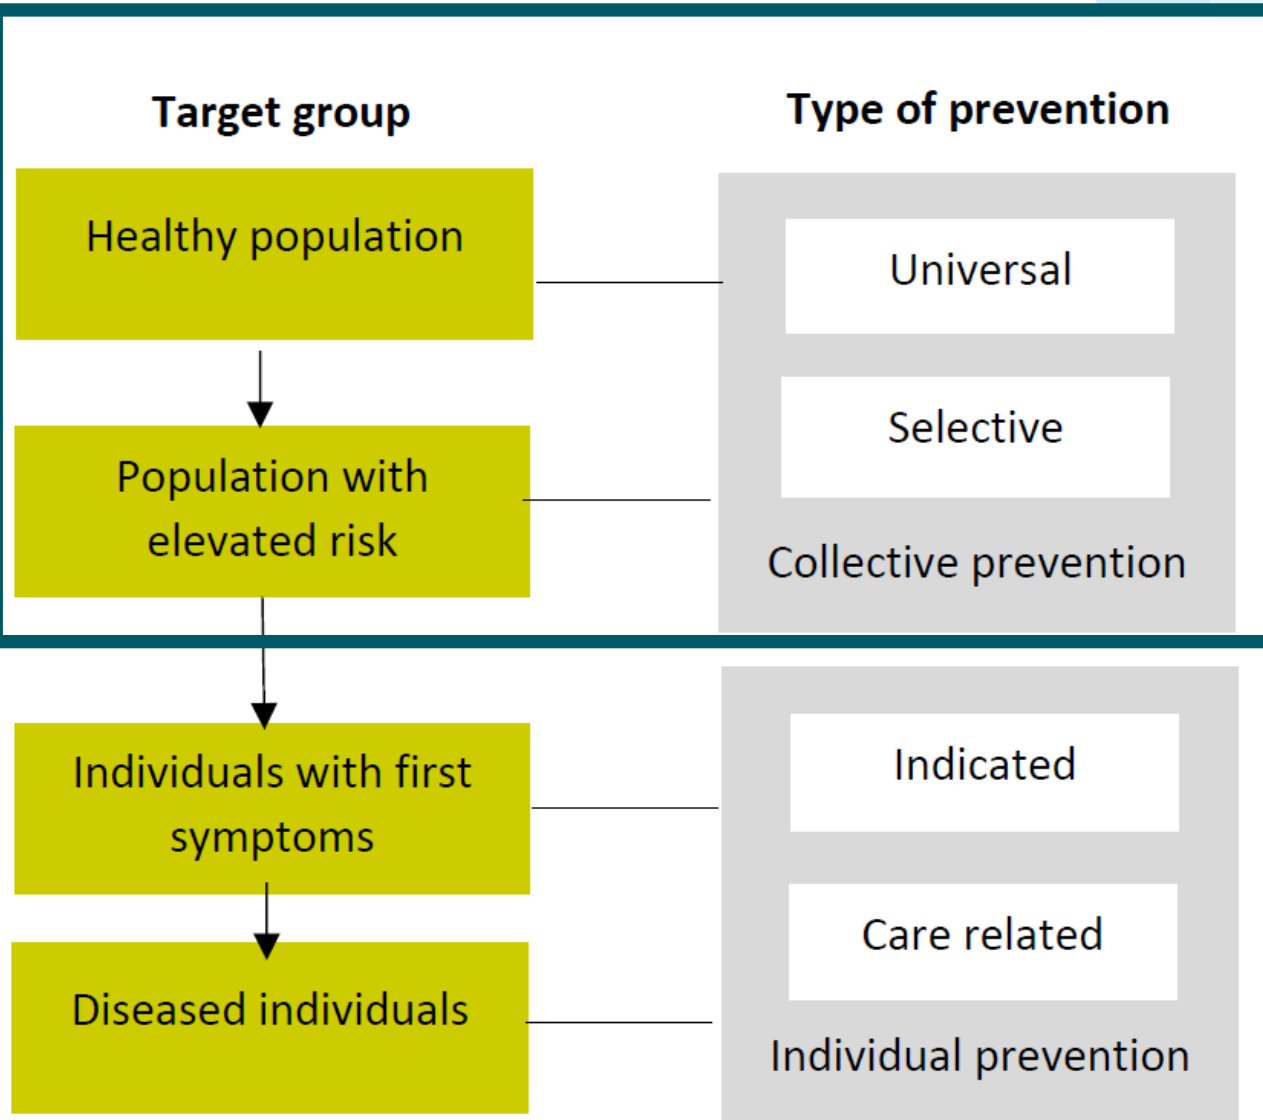 Target group
Type of prevention
Healthy population
Universal
Selective
Population with
elevated risk
Collective prevention
Individuals with first
symptoms
Indicated
Care related
Diseased individuals
Individual prevention